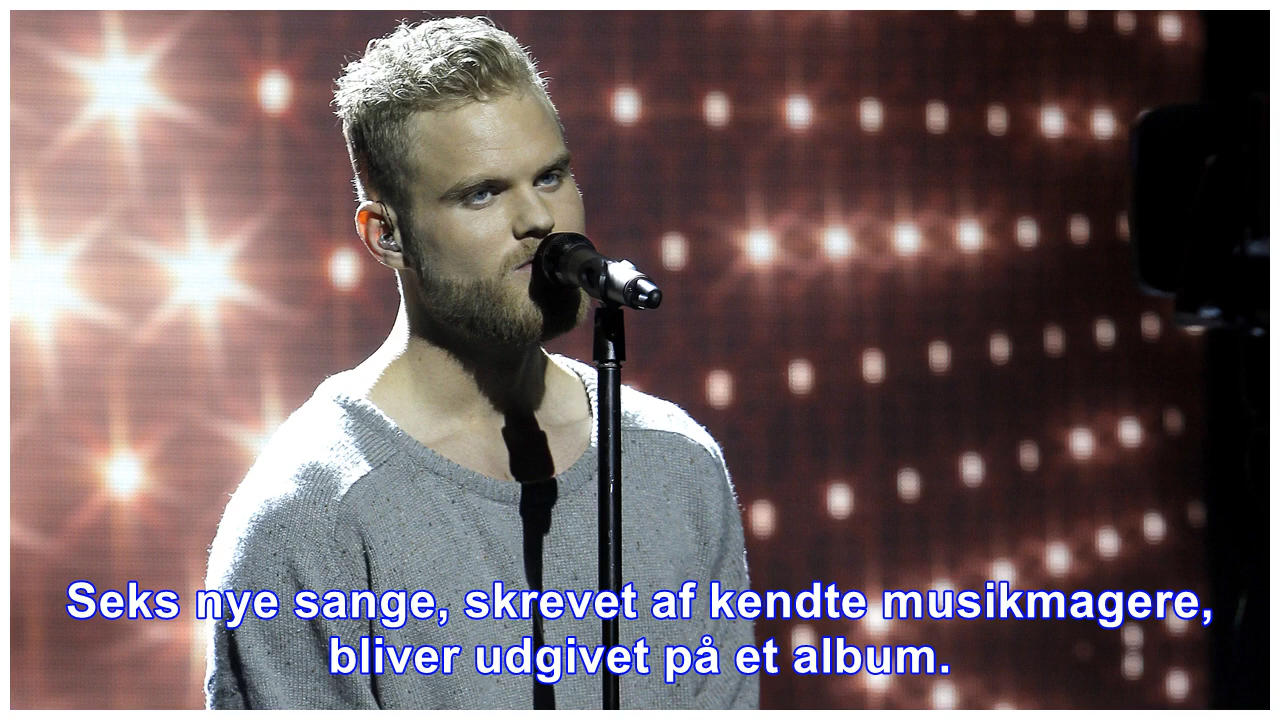 Seks nye sange, skrevet af kendte musikmagere,
bliver udgivet på et album.